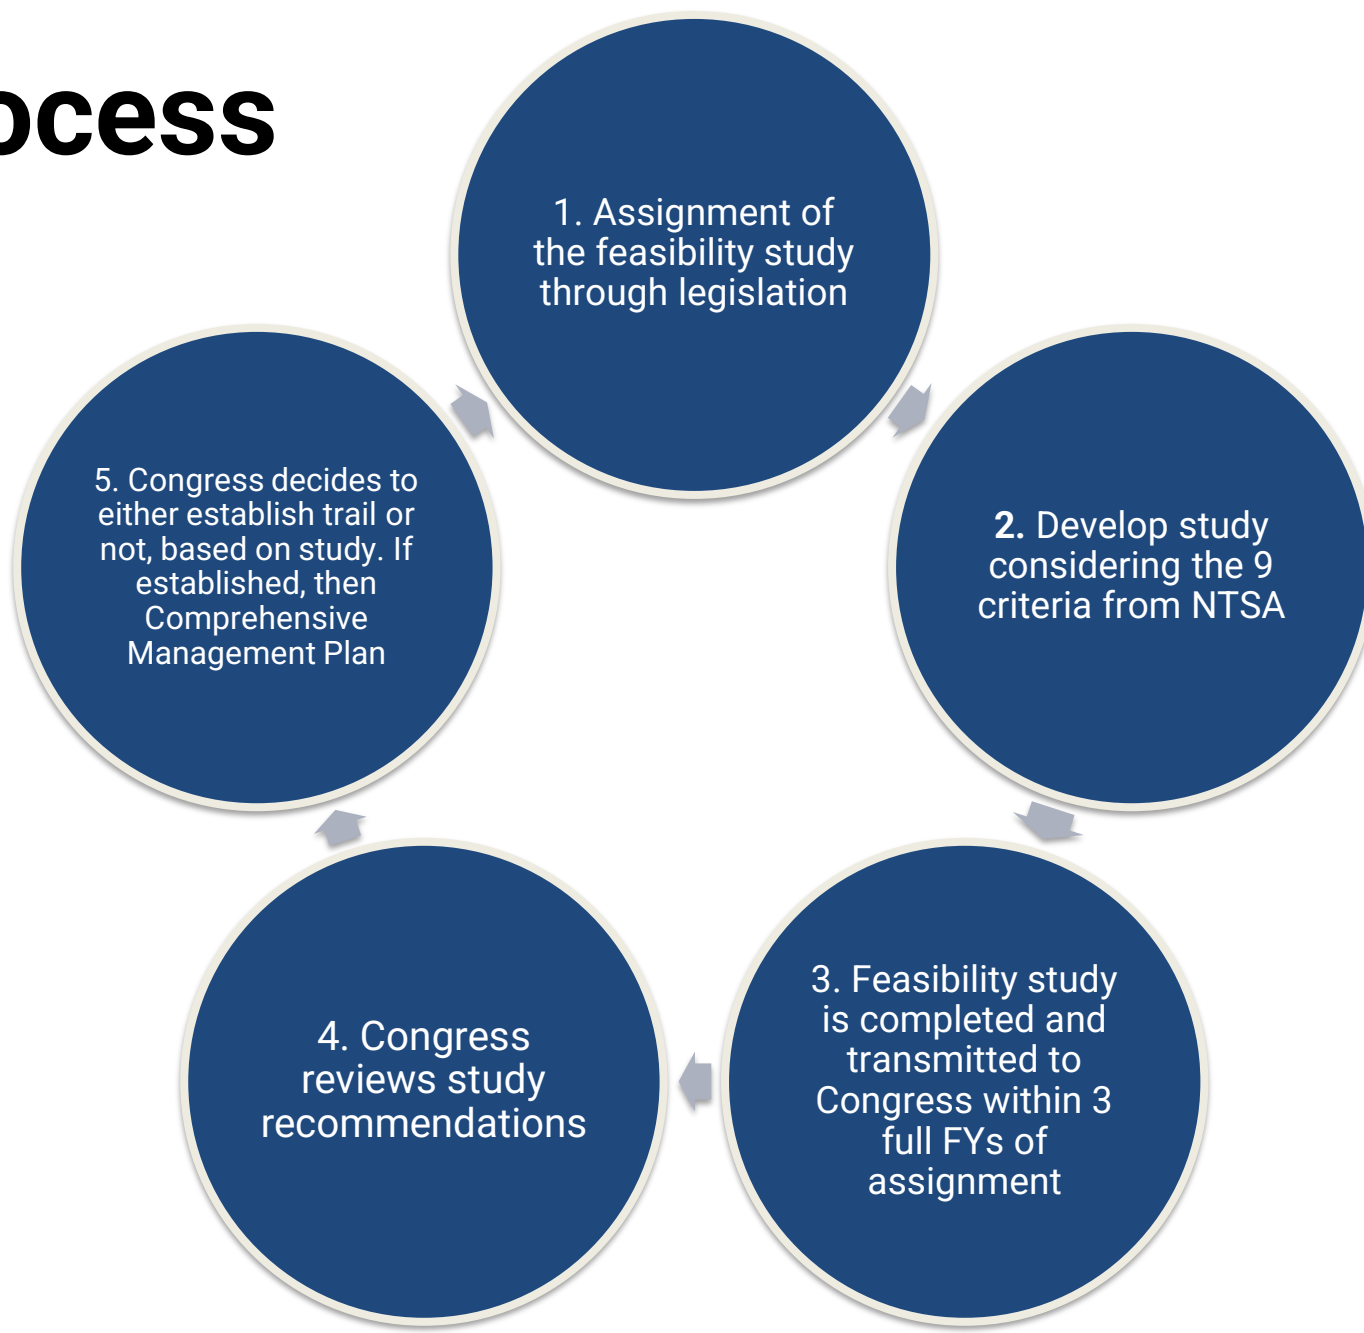 ocess
1. Assignment of
the feasibility study
through legislation
2. Develop study
considering the 9
criteria from NTSA
3. Feasibility study
is completed and
transmitted to
Congress within 3
full FYs of
assignment
4. Congress
reviews study
recommendations
5. Congress decides to
either establish trail or
not, based on study. If
established, then
Comprehensive
Management Plan